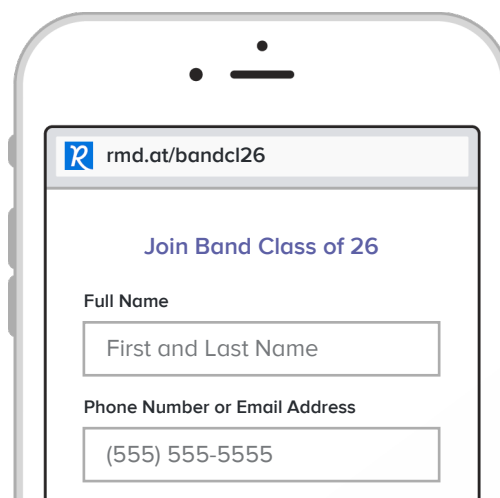 rmd.at/bandcl26
Join Band Class of 26
Full Name
First and Last Name
Phone Number or Email Address
(555) 555-5555